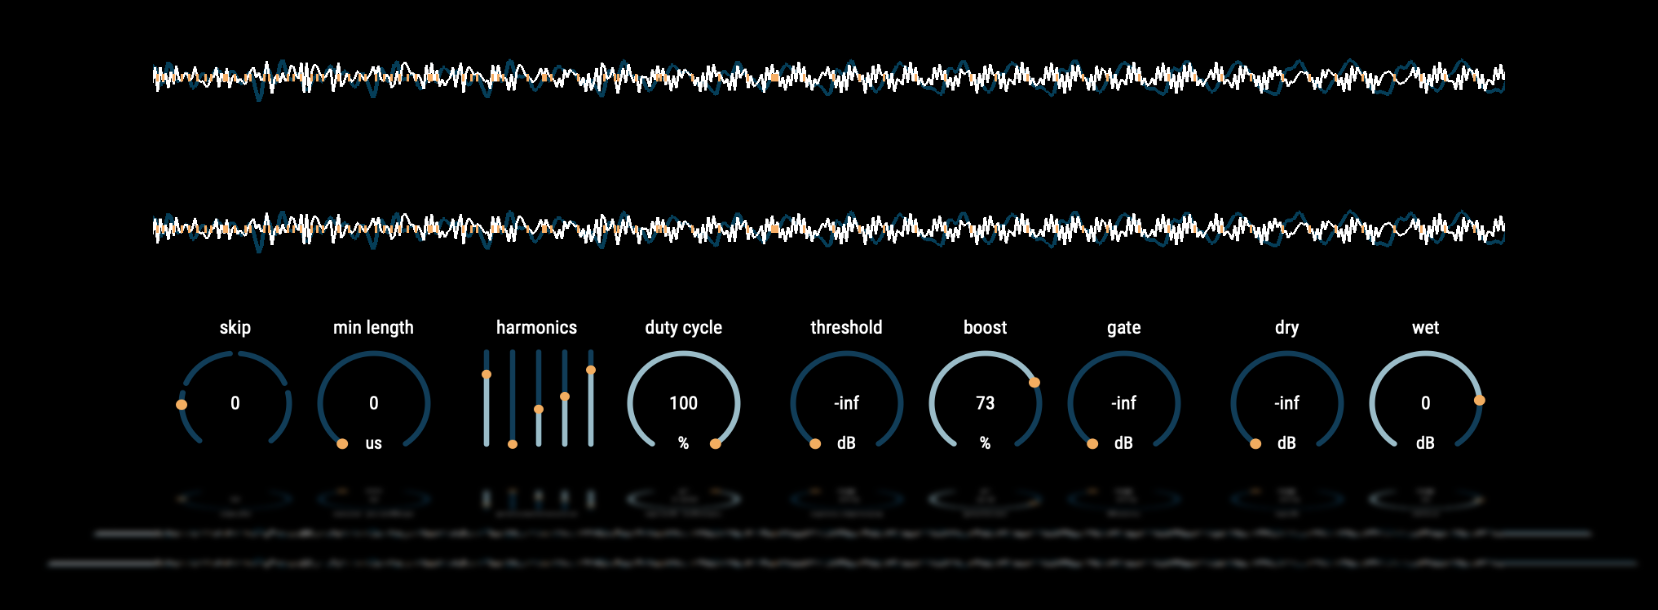 skip min length harmonics duty cycle threshold boost gate dry wet
0 0 100 -inf 73 -inf -inf 0
us % dB % dB dB dB